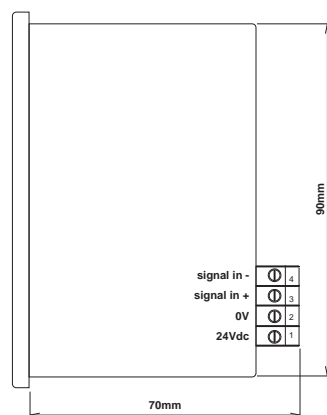 90mm
signal in - 4
signal in + 3
0V 2
24Vdc 1
70mm